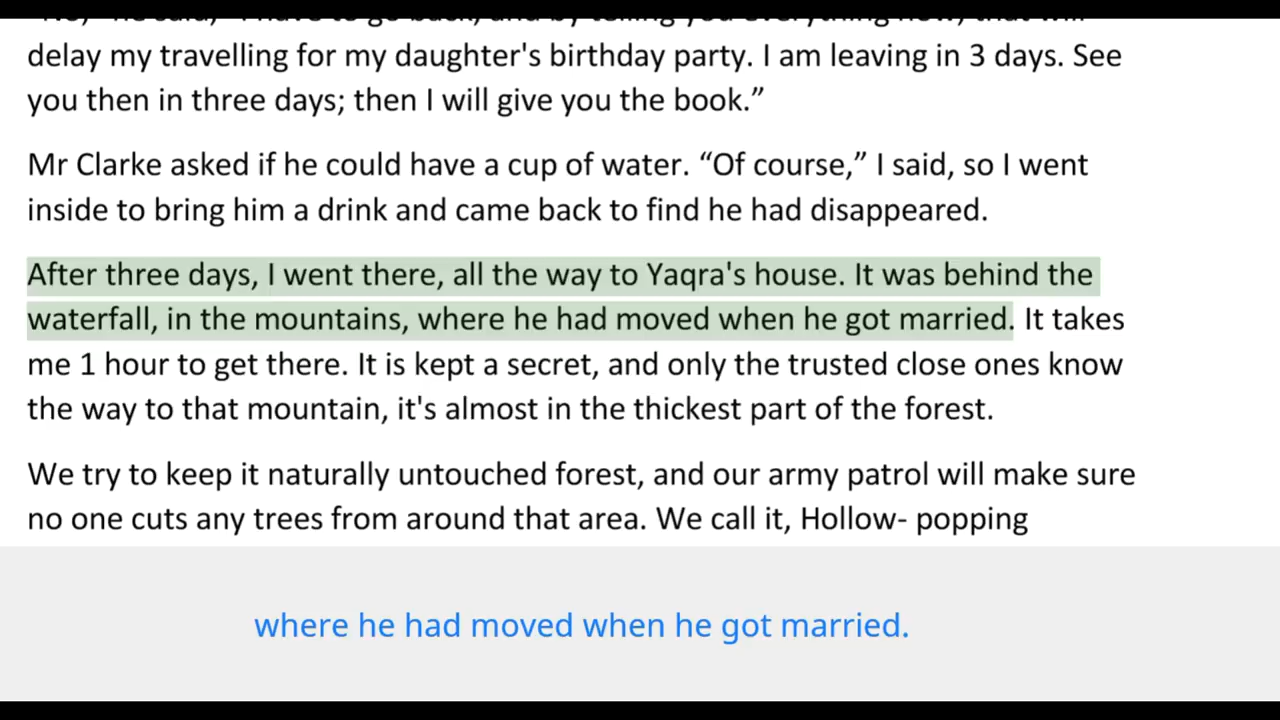 delay my travelling for my daughter's birthday party. I am leaving in 3 days. See
you then in three days; then I will give you the book.”
Mr Clarke asked if he could have a cup of water. “Of course,” I said, so I went
inside to bring him a drink and came back to find he had disappeared.
After three days, I went there, all the way to Yaqra's house. It was behind the
waterfall, in the mountains, where he had moved when he got married. It takes
me 1 hour to get there. It is kept a secret, and only the trusted close ones know
the way to that mountain, it's almost in the thickest part of the forest.
We try to keep it naturally untouched forest, and our army patrol will make sure
no one cuts any trees from around that area. We call it, Hollow- popping
where he had moved when he got married.